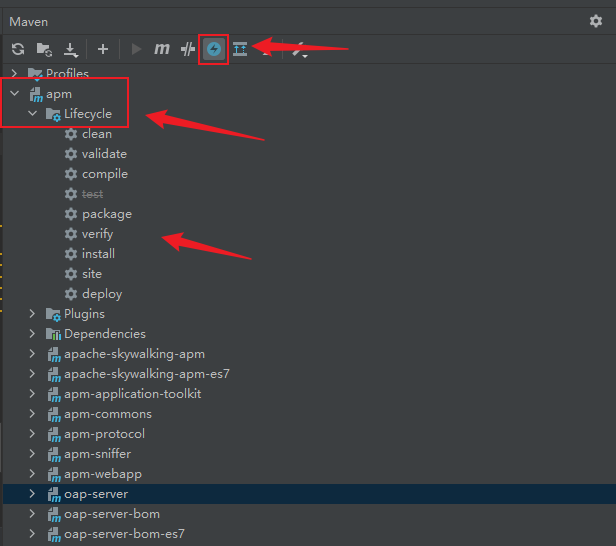 Maven
Profiles
apm
Lifecycle
clean
validate
compile
test
package
verify
install
site
deploy
Plugins
Dependencies
apache-skywalking-apm
apache-skywalking-apm-es7
apm-application-toolkit
apm-commons
apm-protocol
apm-sniffer
apm-webapp
oap-server
oap-server-bom
oap-server-bom-es7